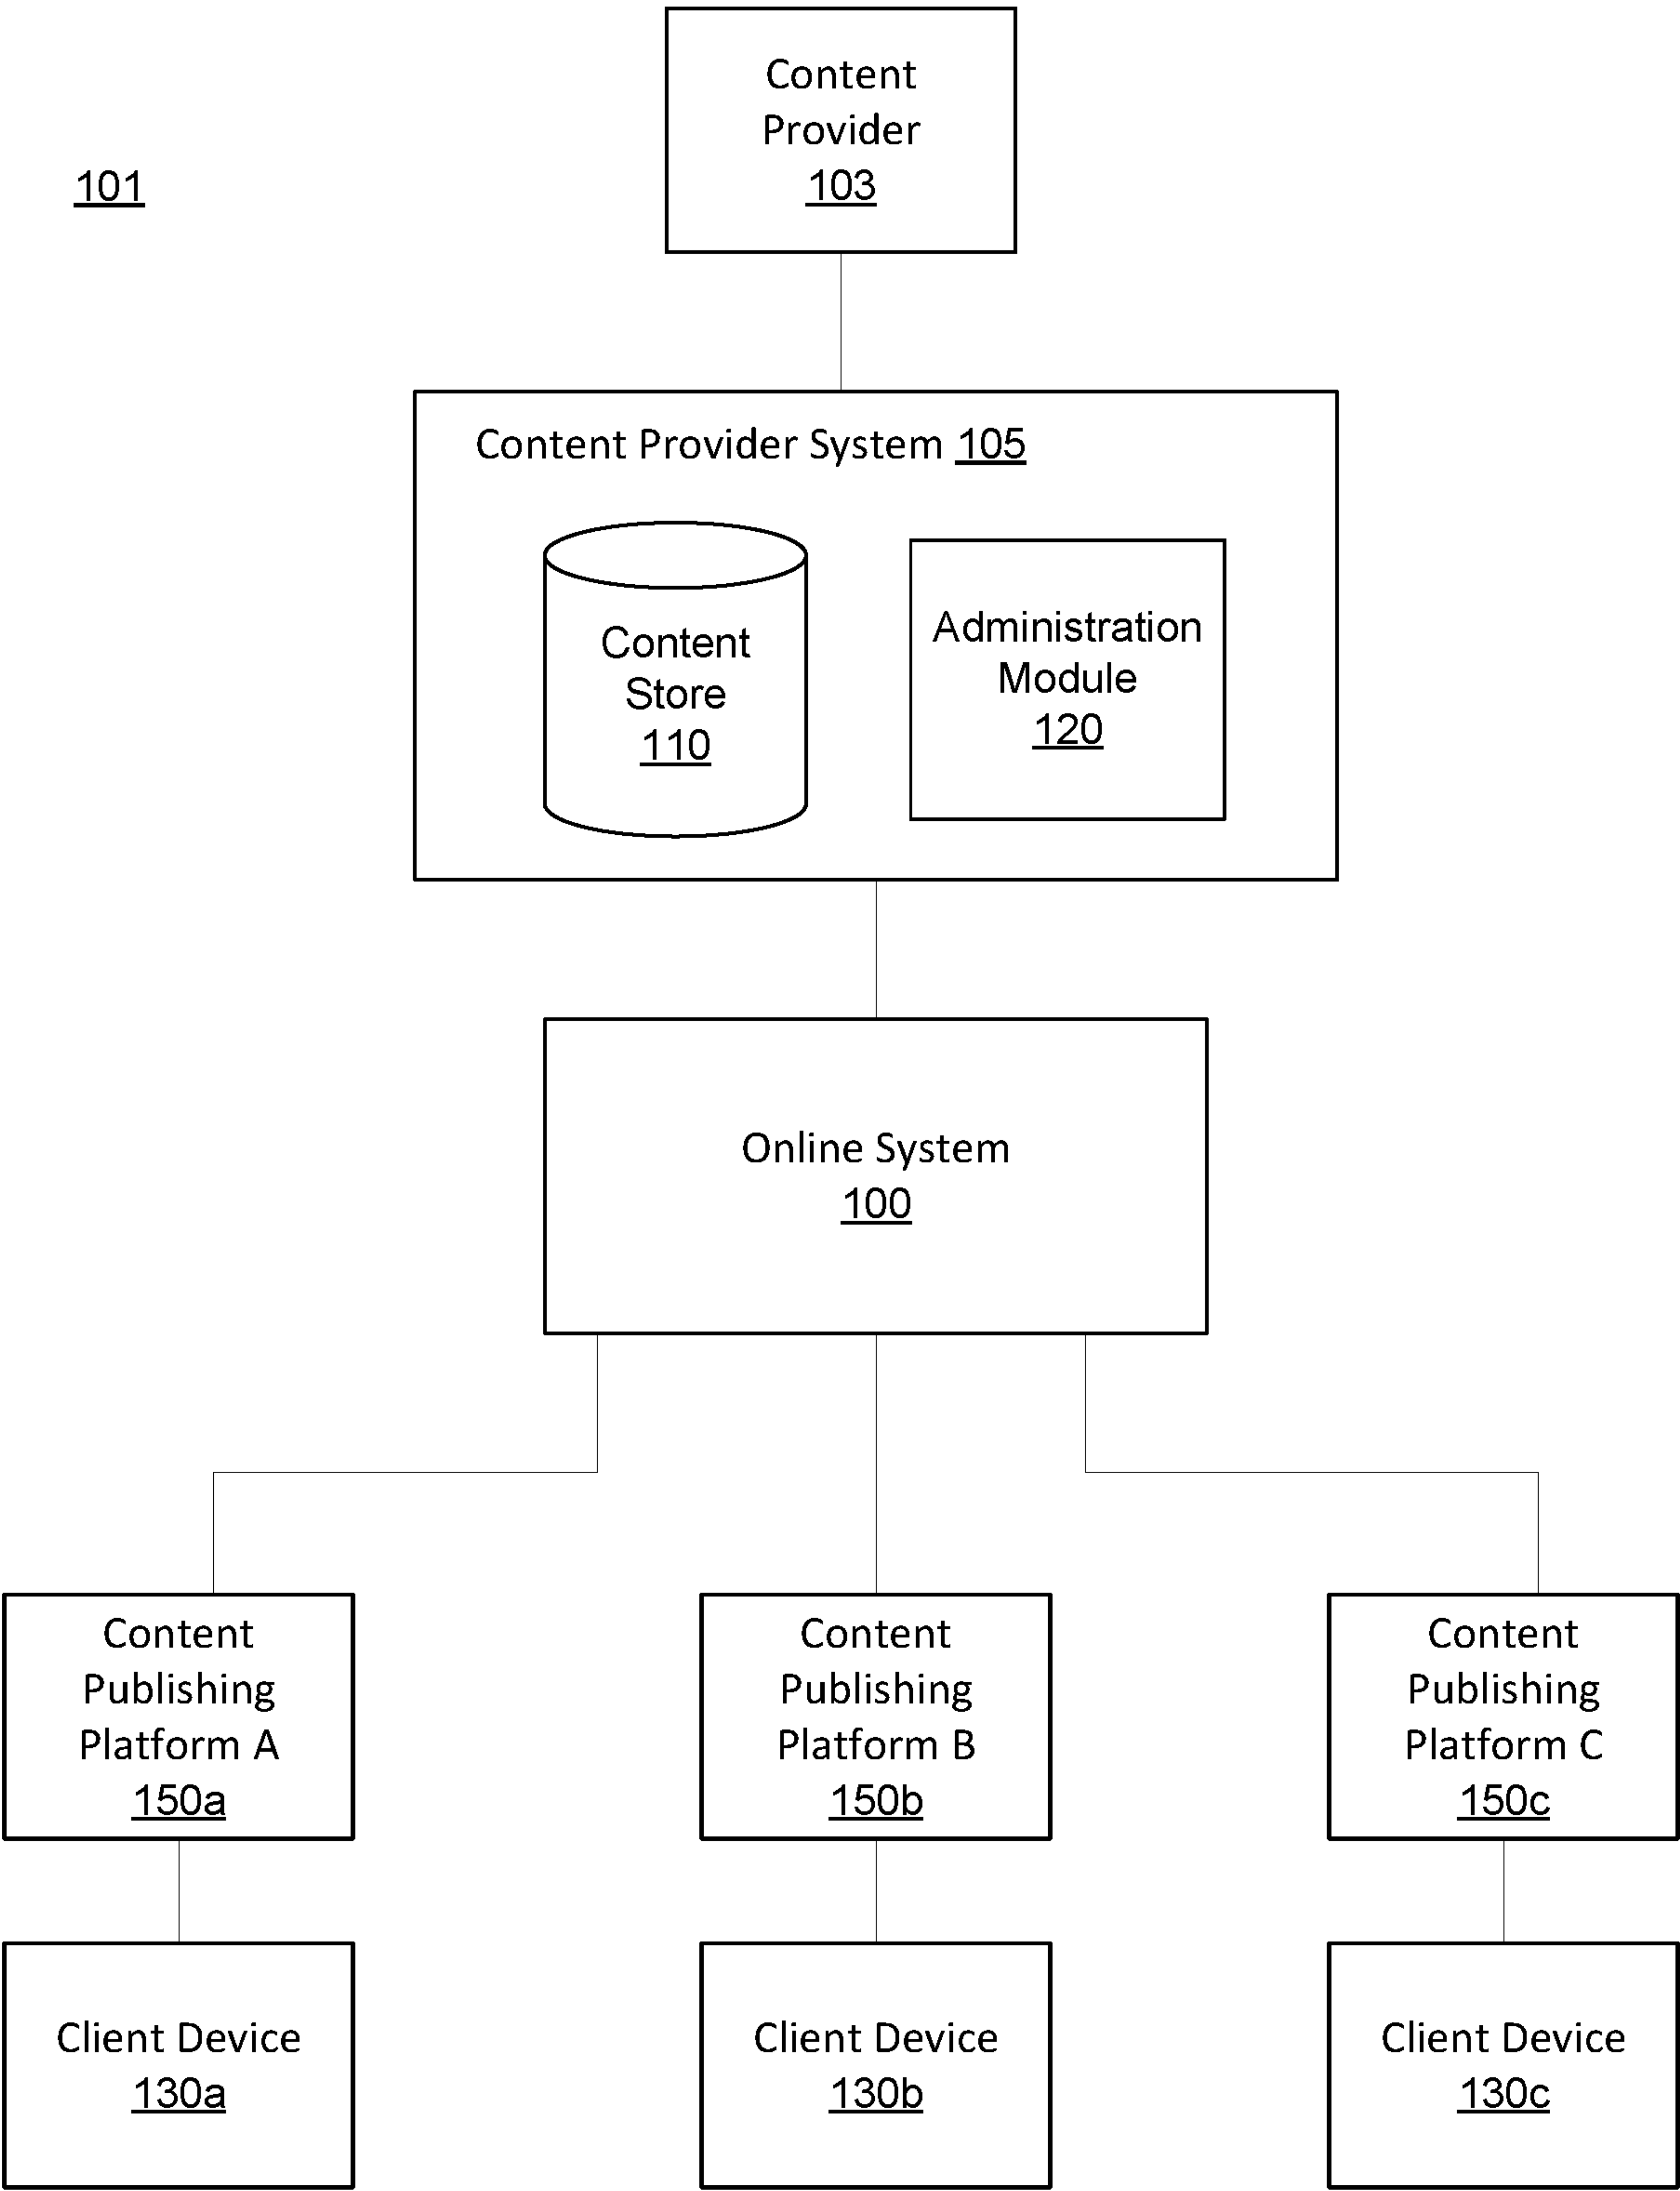 Content
Provider
103
101
Content Provider System 105
Content
Store
110
Administration
Module
120
Online System
100
Content
Publishing
Platform A
150a
Content
Publishing
Platform B
150b
Content
Publishing
Platform C
150c
Client Device
130a
Client Device
130b
Client Device
130c